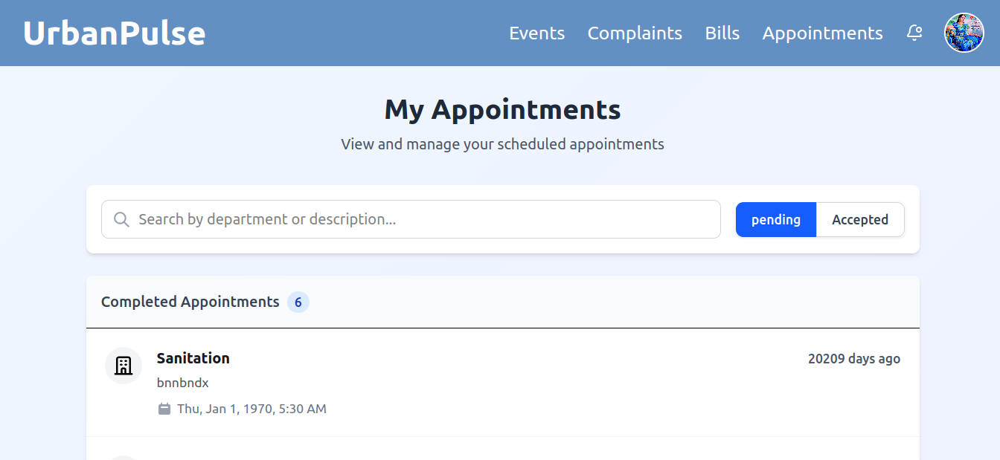 UrbanPulse
Events Complaints Bills Appointments
My Appointments
View and manage your scheduled appointments
Search by department or description...
pending Accepted
Completed Appointments 6
Sanitation
20209 days ago
bnnbndx
Thu, Jan 1, 1970, 5:30 AM